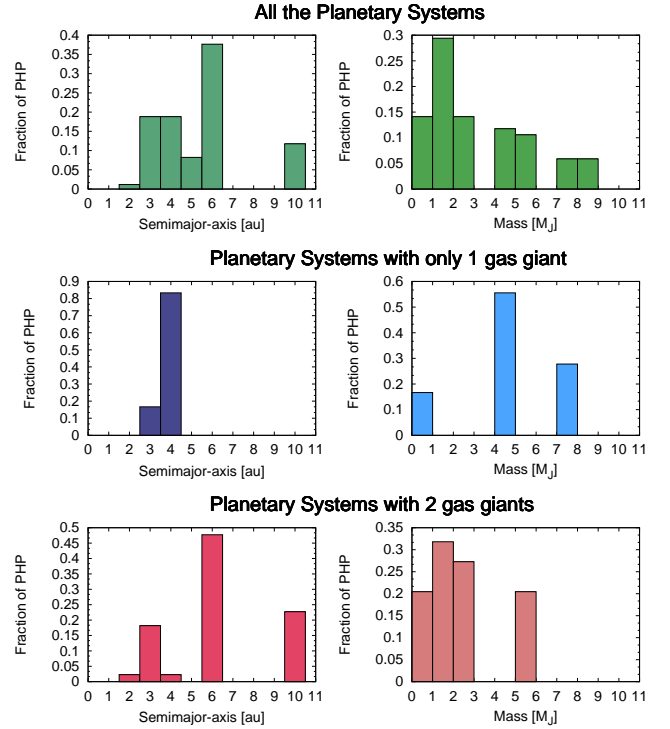 All the Planetary Systems
Fraction of PHP
0.4
0.35
0.3
0.25
0.2
0.15
0.1
0.05
0
0 1 2 3 4 5 6 7 8 9 10 11
Semimajor-axis [au]
Fraction of PHP
0.3
0.25
0.2
0.15
0.1
0.05
0
0 1 2 3 4 5 6 7 8 9 10 11
Mass [M_J]
Planetary Systems with only 1 gas giant
Fraction of PHP
0.9
0.8
0.7
0.6
0.5
0.4
0.3
0.2
0.1
0
0 1 2 3 4 5 6 7 8 9 10 11
Semimajor-axis [au]
Fraction of PHP
0.6
0.5
0.4
0.3
0.2
0.1
0
0 1 2 3 4 5 6 7 8 9 10 11
Mass [M_J]
Planetary Systems with 2 gas giants
Fraction of PHP
0.5
0.45
0.4
0.35
0.3
0.25
0.2
0.15
0.1
0.05
0
0 1 2 3 4 5 6 7 8 9 10 11
Semimajor-axis [au]
Fraction of PHP
0.35
0.3
0.25
0.2
0.15
0.1
0.05
0
0 1 2 3 4 5 6 7 8 9 10 11
Mass [M_J]